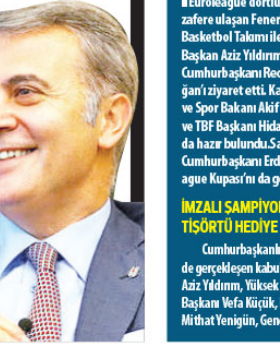 Euroleague dörtlü
zafere ulaşan Fener
Basketbol Takımı ile
Başkan Aziz Yıldırım
Cumhurbaşkanı Rec
ğan'ı ziyaret etti. Ka
ve Spor Bakanı Akif
ve TBF Başkanı Hida
da hazır bulundu.Sa
Cumhurbaşkanı Erd
ague Kupası'nı da g
İMZALI ŞAMPİYO
TİŞÖRTÜ HEDİYE
Cumhurbaşkanlı
de gerçekleşen kabu
Aziz Yıldırım, Yüksek
Başkanı Vefa Küçük,
Mithat Yenigün, Gen